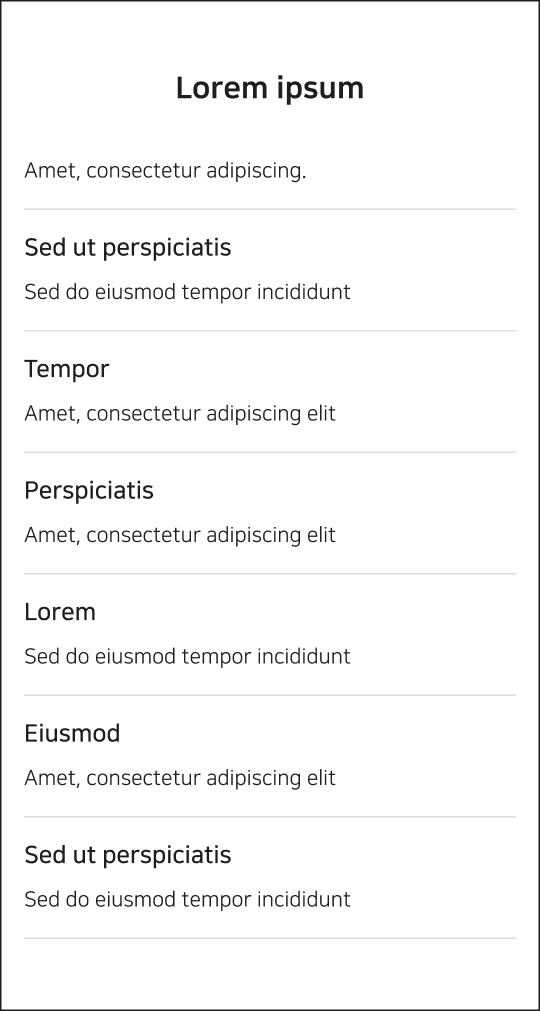 Lorem ipsum
Amet, consectetur adipiscing.
Sed ut perspiciatis
Sed do eiusmod tempor incididunt
Tempor
Amet, consectetur adipiscing elit
Perspiciatis
Amet, consectetur adipiscing elit
Lorem
Sed do eiusmod tempor incididunt
Eiusmod
Amet, consectetur adipiscing elit
Sed ut perspiciatis
Sed do eiusmod tempor incididunt